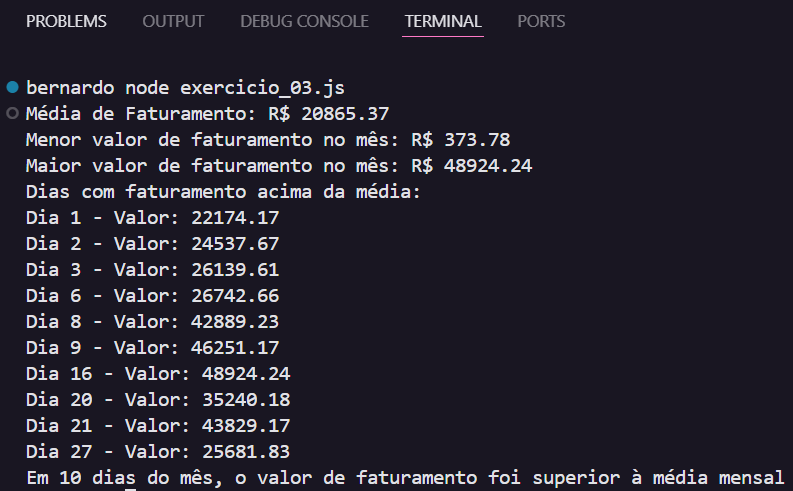 PROBLEMS OUTPUT DEBUG CONSOLE TERMINAL PORTS
bernardo node exercicio_03.js
Média de Faturamento: R$ 20865.37
Menor valor de faturamento no mês: R$ 373.78
Maior valor de faturamento no mês: R$ 48924.24
Dias com faturamento acima da média:
Dia 1 - Valor: 22174.17
Dia 2 - Valor: 24537.67
Dia 3 - Valor: 26139.61
Dia 6 - Valor: 26742.66
Dia 8 - Valor: 42889.23
Dia 9 - Valor: 46251.17
Dia 16 - Valor: 48924.24
Dia 20 - Valor: 35240.18
Dia 21 - Valor: 43829.17
Dia 27 - Valor: 25681.83
Em 10 dias do mês, o valor de faturamento foi superior à média mensal